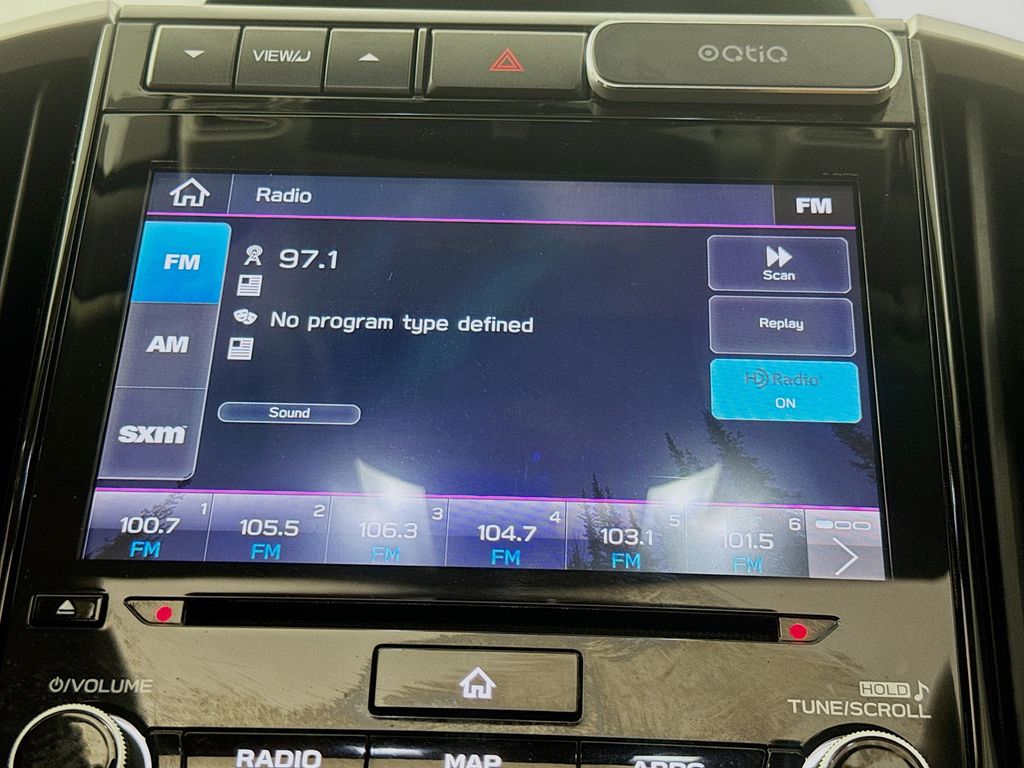 VIEW/♪
OQtiQ
Radio
FM
FM
97.1
Scan
No program type defined
Replay
AM
HD Radio
ON
sxm
Sound
1
2
3
4
5
6
100.7
105.5
106.3
104.7
103.1
101.5
FM
FM
FM
FM
FM
FM
/VOLUME
HOLD ♪
TUNE/SCROLL
RADIO
MAP
APPS